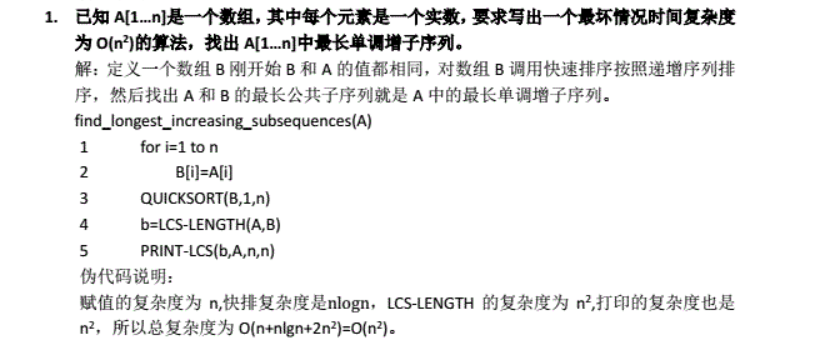 1. 已知 A[1...n]是一个数组，其中每个元素是一个实数，要求写出一个最坏情况时间复杂度
为 O(n²)的算法，找出 A[1...n]中最长单调增子序列。
解：定义一个数组 B 刚开始 B 和 A 的值都相同，对数组 B 调用快速排序按照递增序列排
序，然后找出 A 和 B 的最长公共子序列就是 A 中的最长单调增子序列。
find_longest_increasing_subsequences(A)
1 for i=1 to n
2 B[i]=A[i]
3 QUICKSORT(B,1,n)
4 b=LCS-LENGTH(A,B)
5 PRINT-LCS(b,A,n,n)
伪代码说明：
赋值的复杂度为 n,快排复杂度是nlogn，LCS-LENGTH 的复杂度为 n²,打印的复杂度也是
n²，所以总复杂度为 O(n+nlgn+2n²)=O(n²)。